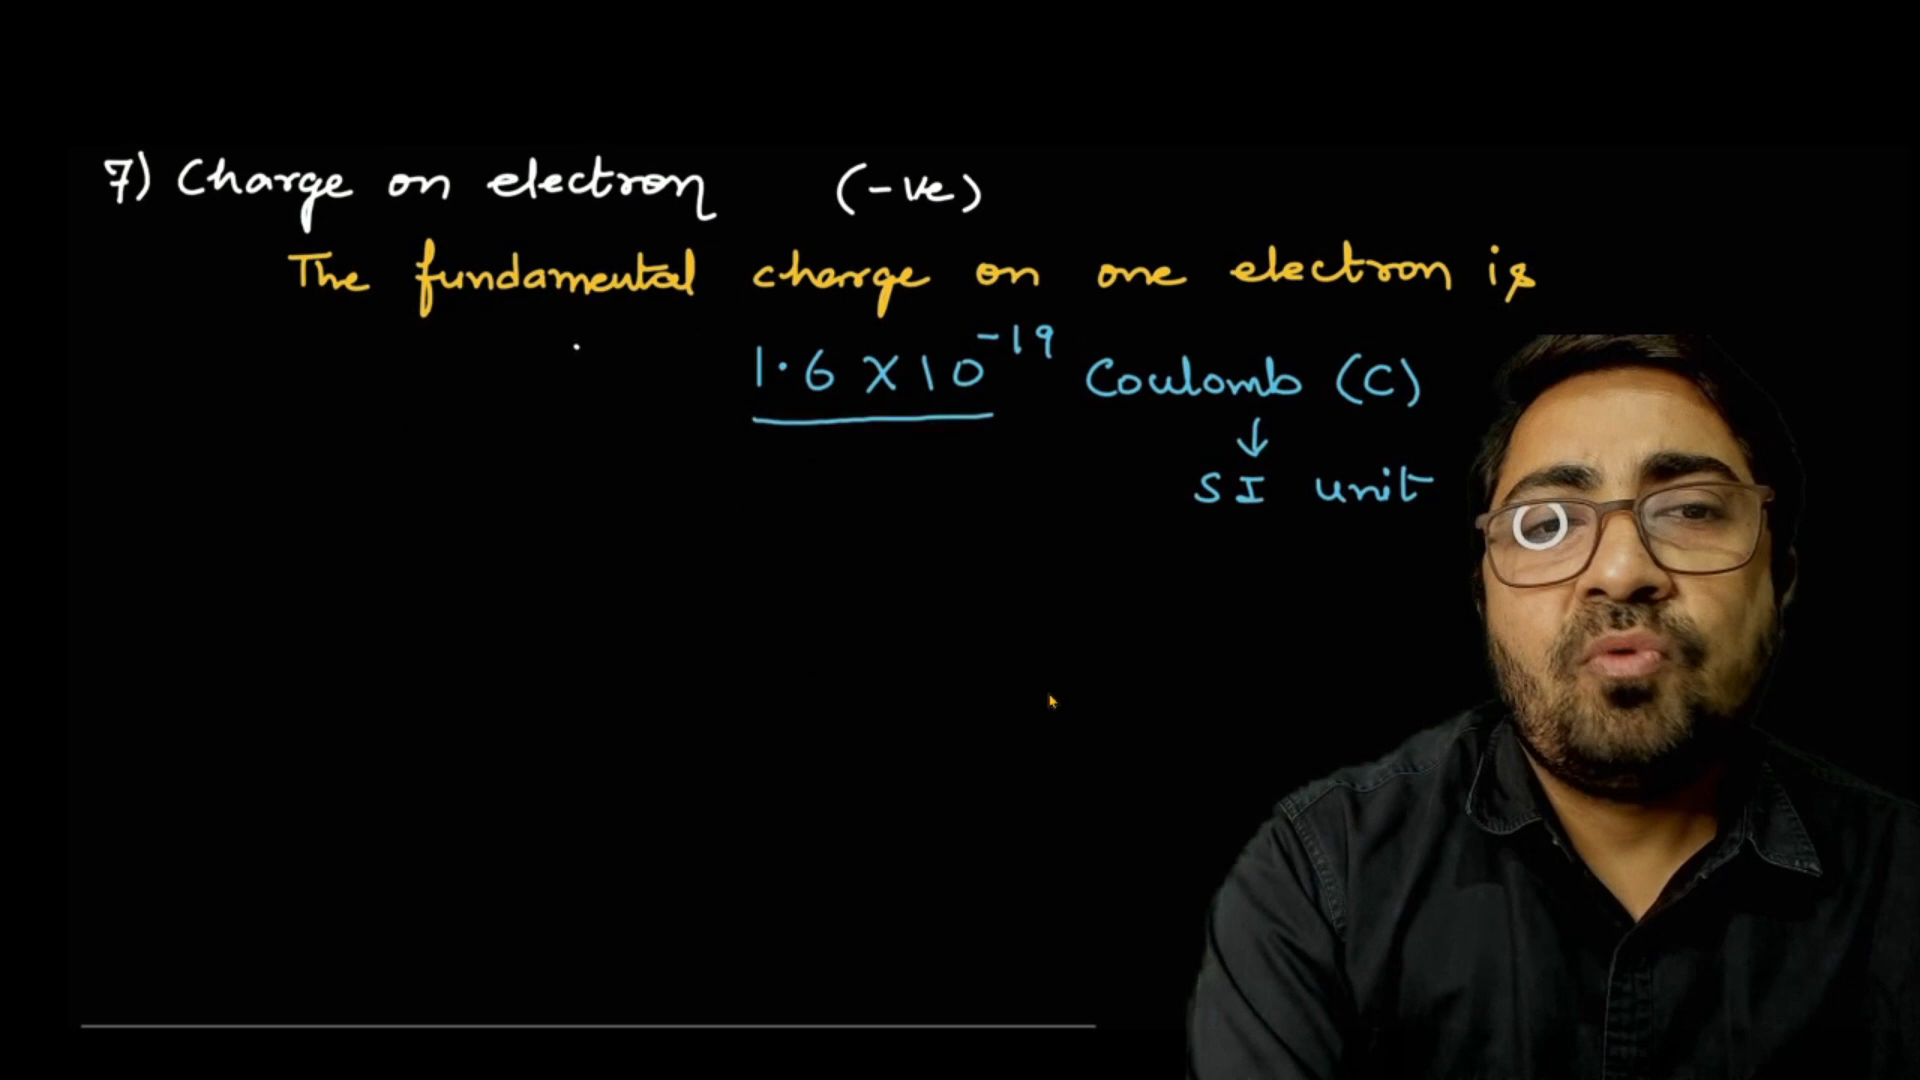 7) Charge on electron (-ve)
The fundamental charge on one electron is
1.6 X 10⁻¹⁹ Coulomb (C)
↓
SI unit